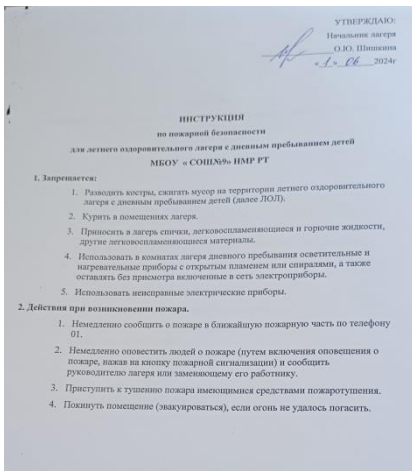 УТВЕРЖДАЮ:
Начальник лагеря
О.Ю. Шишкина
« 1 » 06 2024г
ИНСТРУКЦИЯ
по пожарной безопасности
для летнего оздоровительного лагеря с дневным пребыванием детей
МБОУ « СОШ№9» НМР РТ
1. Запрещается:
1. Разводить костры, сжигать мусор на территории летнего оздоровительного
лагеря с дневным пребыванием детей (далее ЛОЛ).
2. Курить в помещениях лагеря.
3. Приносить в лагерь спички, легковоспламеняющиеся и горючие жидкости,
другие легковоспламеняющиеся материалы.
4. Использовать в комнатах лагеря дневного пребывания осветительные и
нагревательные приборы с открытым пламенем или спиралями, а также
оставлять без присмотра включенные в сеть электроприборы.
5. Использовать неисправные электрические приборы.
2. Действия при возникновении пожара.
1. Немедленно сообщить о пожаре в ближайшую пожарную часть по телефону
01.
2. Немедленно оповестить людей о пожаре (путем включения оповещения о
пожаре, нажав на кнопку пожарной сигнализации) и сообщить
руководителю лагеря или заменяющему его работнику.
3. Приступить к тушению пожара имеющимися средствами пожаротушения.
4. Покинуть помещение (эвакуироваться), если огонь не удалось погасить.